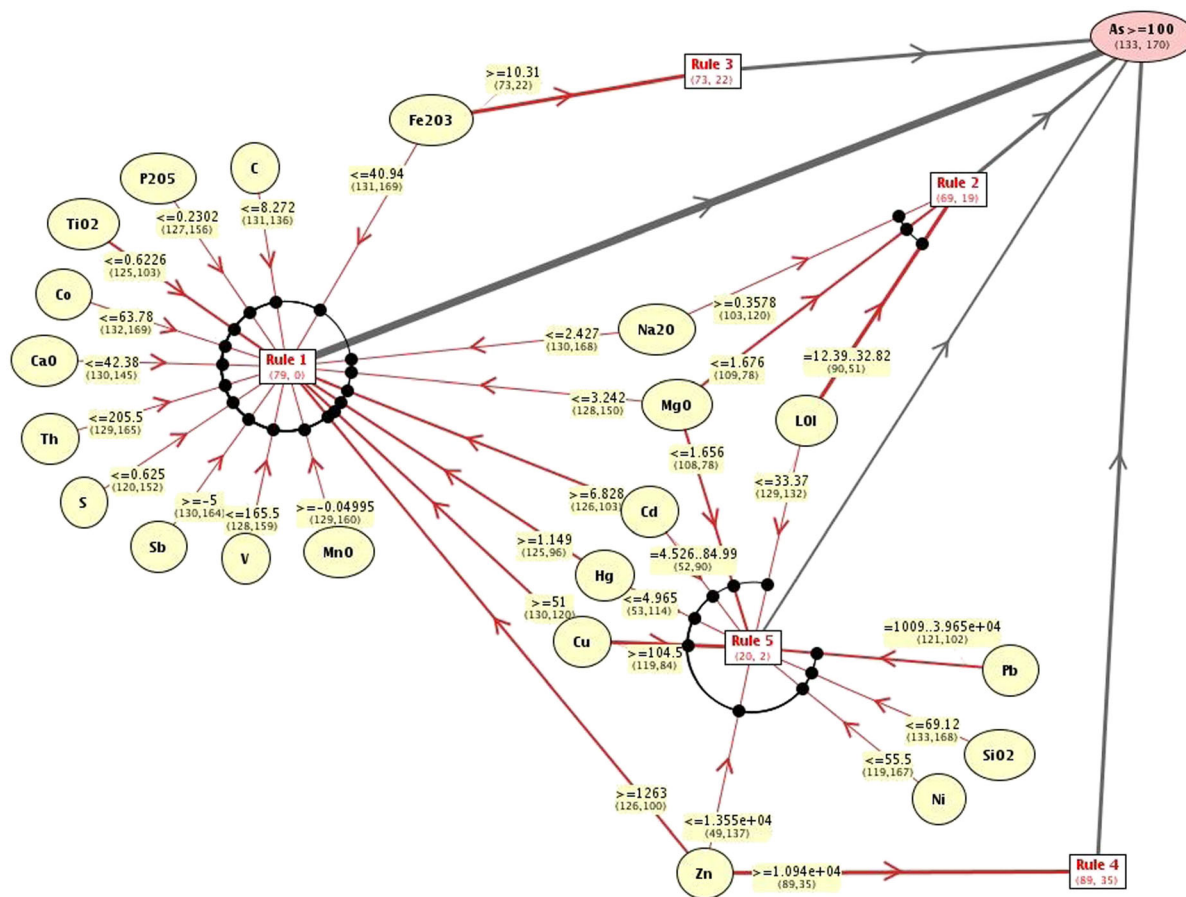 As >=100
(133, 170)
Rule 3
(73, 22)
>=10.31
(73,22)
Fe2O3
<=40.94
(131,169)
C
<=8.272
(131,136)
P2O5
<=0.2302
(127,156)
TiO2
<=0.6226
(125,103)
Co
<=63.78
(132,169)
CaO
<=42.38
(130,145)
Th
<=205.5
(129,165)
S
<=0.625
(120,152)
Sb
>=-5
(130,164)
V
<=165.5
(128,159)
MnO
>=-0.04995
(129,160)
Rule 1
(79, 0)
Rule 2
(69, 19)
Na2O
>=0.3578
(103,120)
<=2.427
(130,168)
MgO
<=1.676
(109,78)
<=3.242
(128,150)
<=1.656
(108,78)
LOI
=12.39..32.82
(90,51)
<=33.37
(129,132)
Cd
>=6.828
(126,103)
=4.526..84.99
(52,90)
Hg
>=1.149
(125,96)
<=4.965
(53,114)
Cu
>=51
(130,120)
>=104.5
(119,84)
Rule 5
(20, 2)
=1009..3.965e+04
(121,102)
Pb
<=69.12
(133,168)
SiO2
<=55.5
(119,167)
Ni
>=1263
(126,100)
<=1.355e+04
(49,137)
Zn
>=1.094e+04
(89,35)
Rule 4
(89, 35)